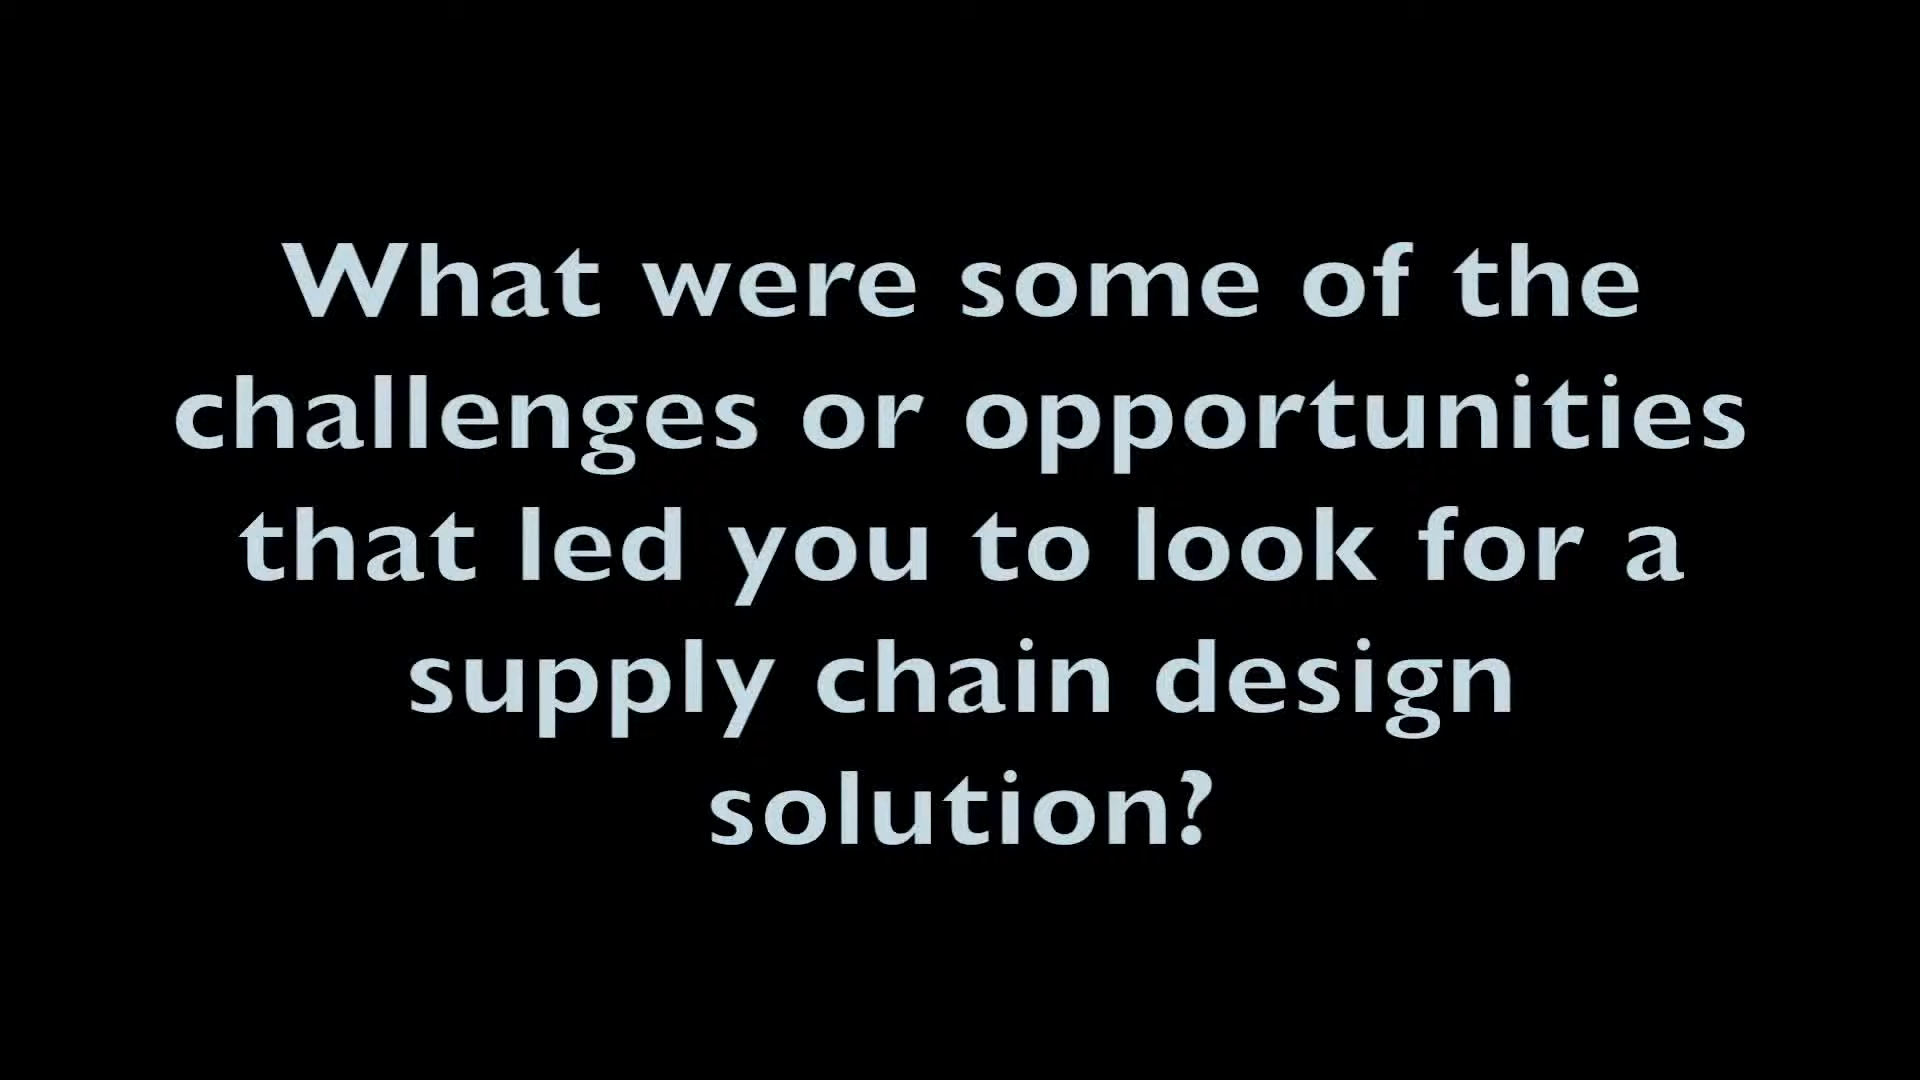 What were some of the
challenges or opportunities
that led you to look for a
supply chain design
solution?